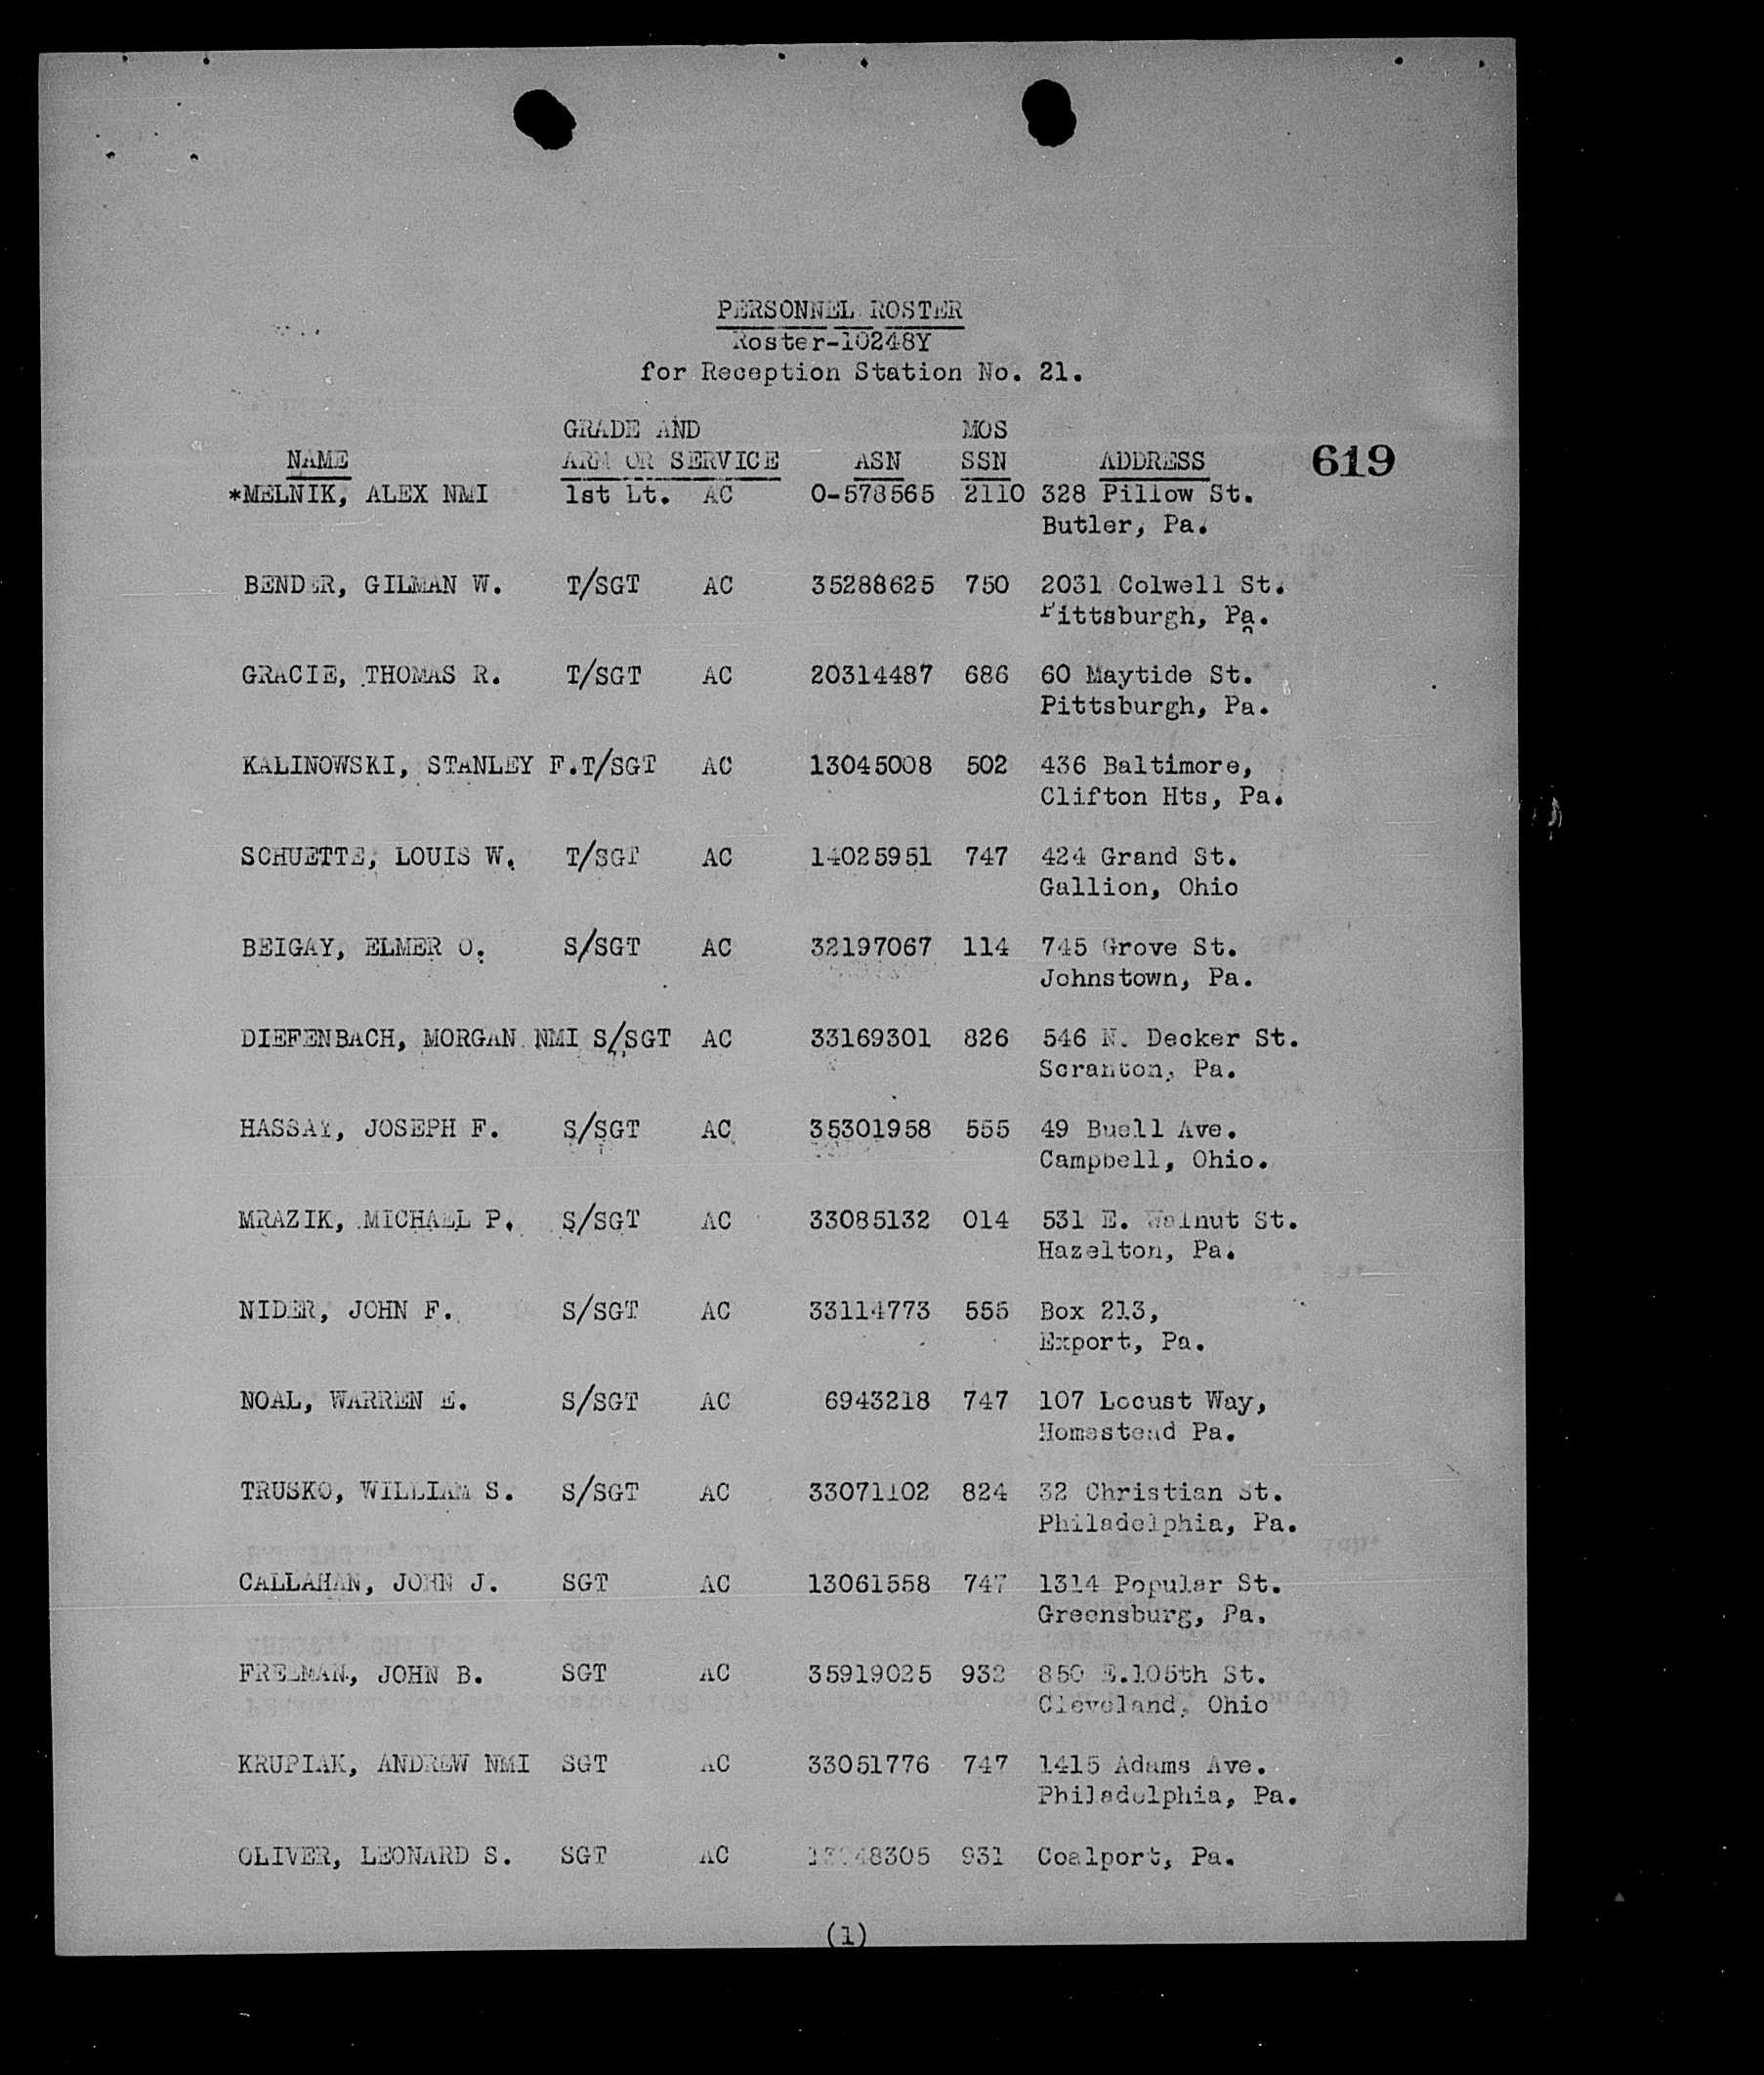 PERSONNEL ROSTER
Roster-10248Y
for Reception Station No. 21.
GRADE AND MOS
NAME ARM OR SERVICE ASN SSN ADDRESS 619
*MELNIK, ALEX NMI 1st Lt. AC O-578565 2110 328 Pillow St.
Butler, Pa.
BENDER, GILMAN W. T/SGT AC 35288625 750 2031 Colwell St.
Pittsburgh, Pa.
GRACIE, THOMAS R. T/SGT AC 20314487 686 60 Maytide St.
Pittsburgh, Pa.
KALINOWSKI, STANLEY F.T/SGT AC 13045008 502 436 Baltimore,
Clifton Hts, Pa.
SCHUETTE, LOUIS W. T/SGT AC 14025951 747 424 Grand St.
Gallion, Ohio
BEIGAY, ELMER O. S/SGT AC 32197067 114 745 Grove St.
Johnstown, Pa.
DIEFENBACH, MORGAN NMI S/SGT AC 33169301 826 546 N. Decker St.
Scranton, Pa.
HASSAY, JOSEPH F. S/SGT AC 35301958 555 49 Buell Ave.
Campbell, Ohio.
MRAZIK, MICHAEL P. S/SGT AC 33085132 014 531 E. Walnut St.
Hazelton, Pa.
NIDER, JOHN F. S/SGT AC 33114773 555 Box 213,
Export, Pa.
NOAL, WARREN E. S/SGT AC 6943218 747 107 Locust Way,
Homestead Pa.
TRUSKO, WILLIAM S. S/SGT AC 33071102 824 32 Christian St.
Philadelphia, Pa.
CALLAHAN, JOHN J. SGT AC 13061558 747 1314 Popular St.
Greensburg, Pa.
FREEMAN, JOHN B. SGT AC 35919025 932 850 E.105th St.
Cleveland, Ohio
KRUPIAK, ANDREW NMI SGT AC 33051776 747 1415 Adams Ave.
Philadelphia, Pa.
OLIVER, LEONARD S. SGT AC 931 Coalport, Pa.
(1)